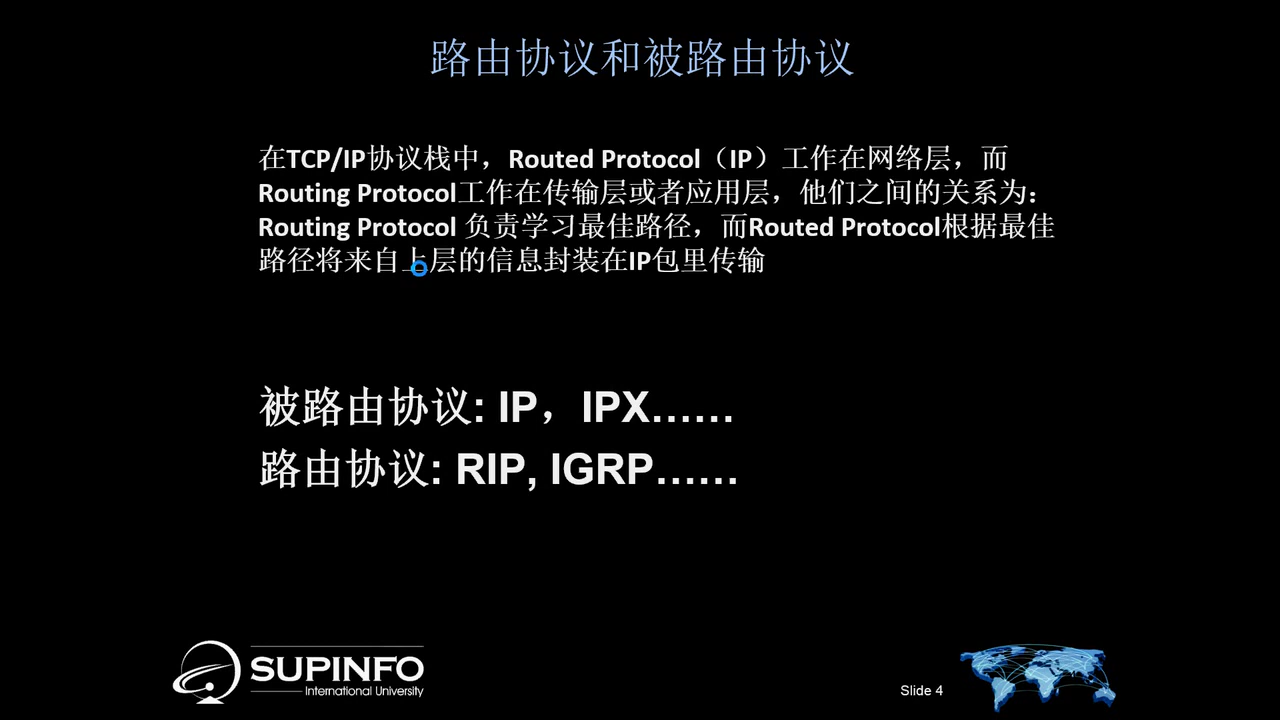 路由协议和被路由协议
在TCP/IP协议栈中，Routed Protocol（IP）工作在网络层，而
Routing Protocol工作在传输层或者应用层，他们之间的关系为：
Routing Protocol 负责学习最佳路径，而Routed Protocol根据最佳
路径将来自上层的信息封装在IP包里传输
被路由协议: IP，IPX……
路由协议: RIP, IGRP……
SUPINFO
International University
Slide 4